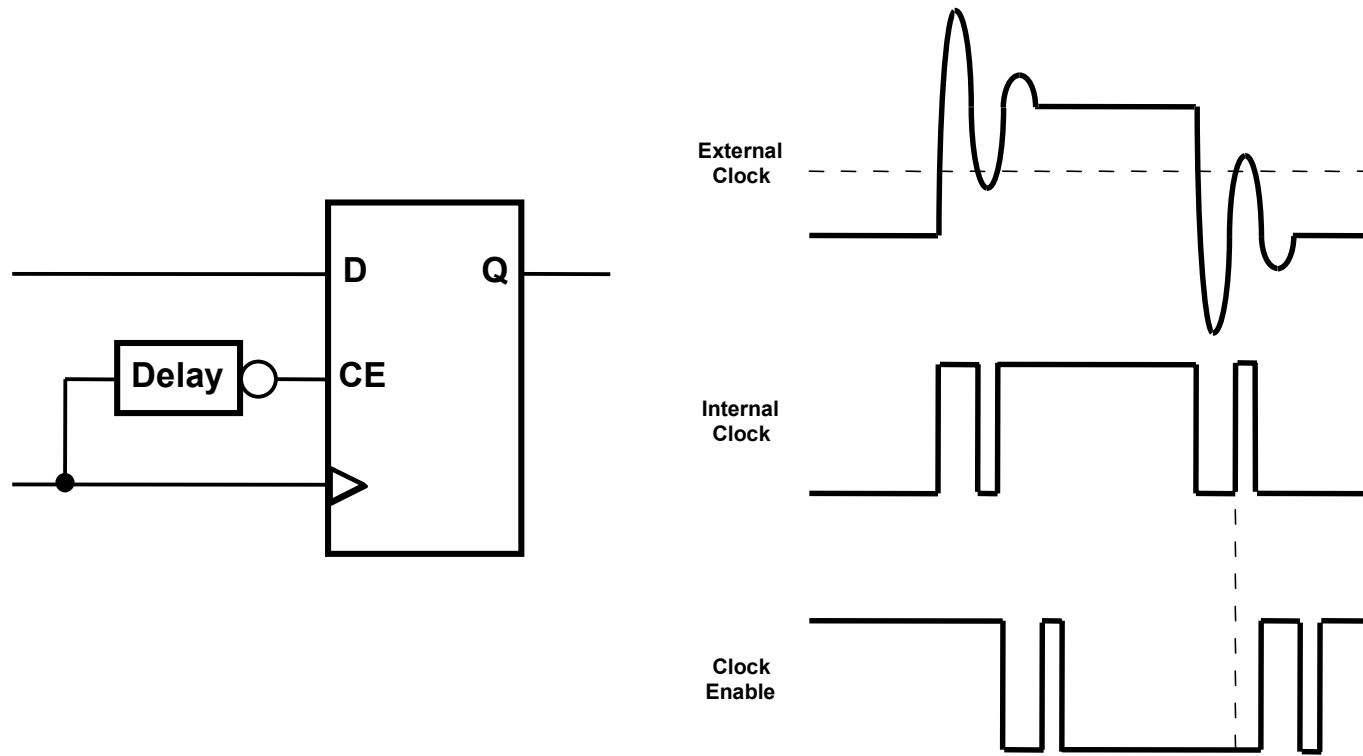 D
Q
Delay
CE
External
Clock
Internal
Clock
Clock
Enable